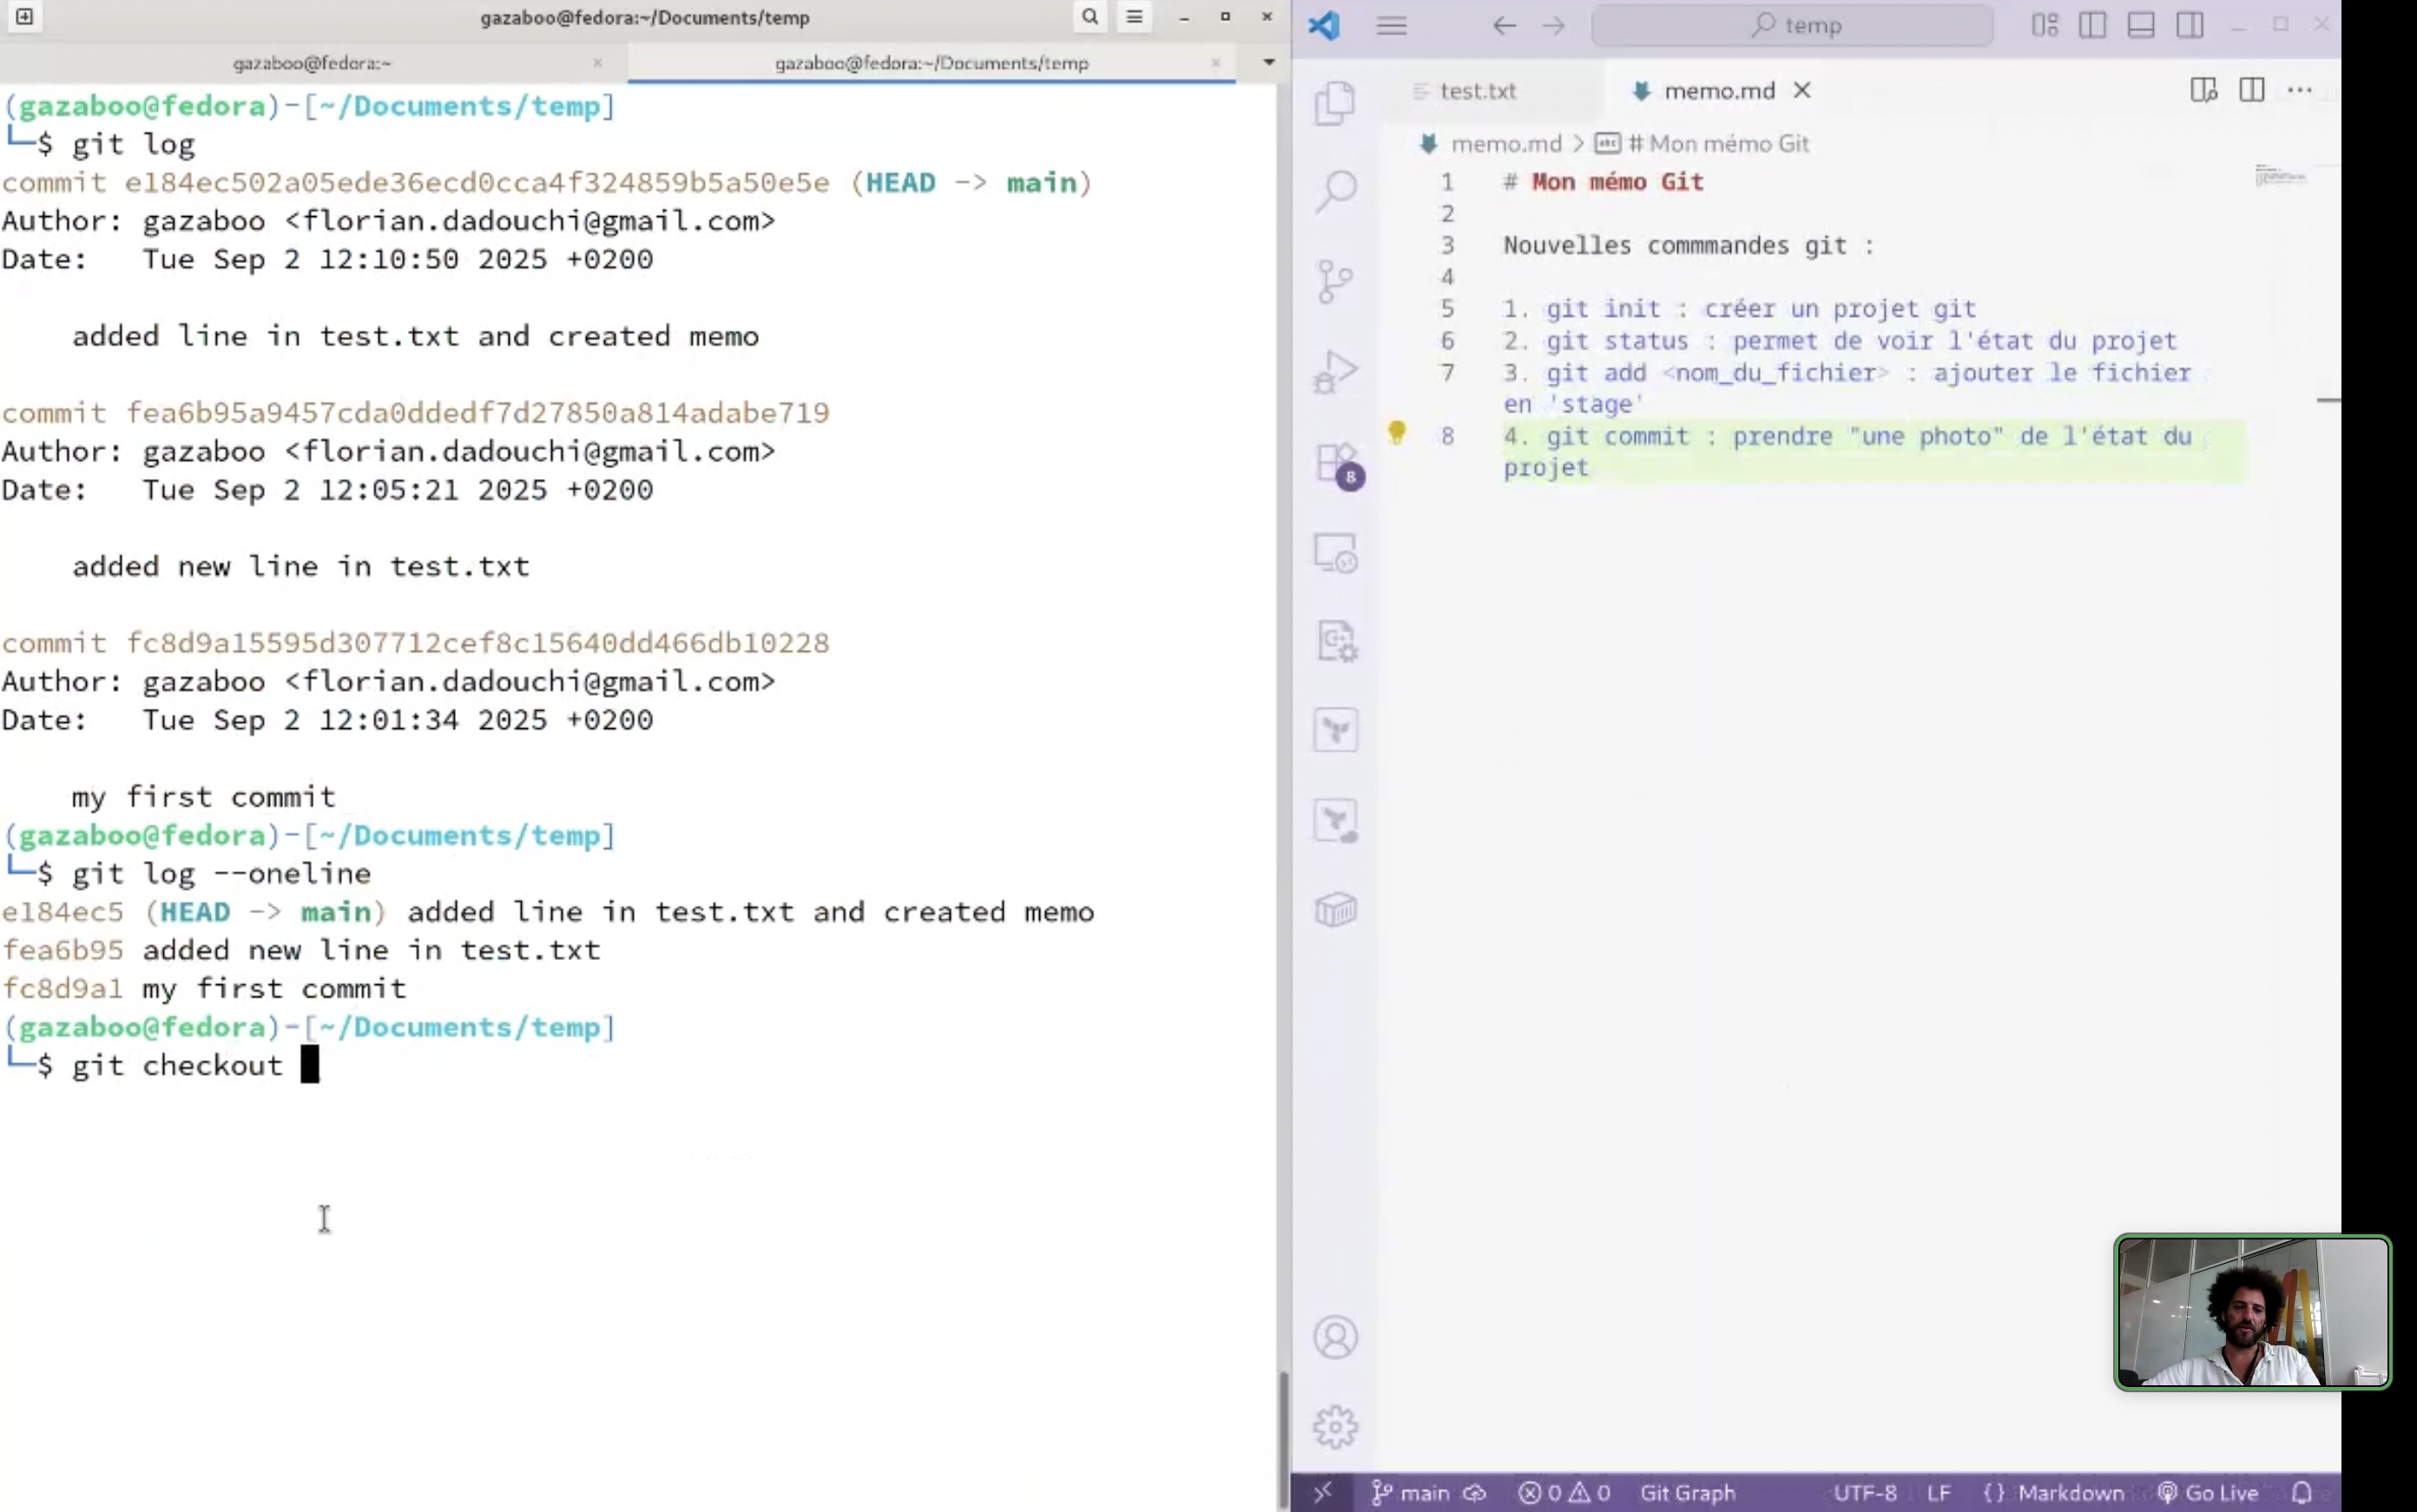 gazaboo@fedora:~/Documents/temp
gazaboo@fedora:~
gazaboo@fedora:~/Documents/temp
(gazaboo@fedora)-[~/Documents/temp]
└─$ git log
commit e184ec502a05ede36ecd0cca4f324859b5a50e5e (HEAD -> main)
Author: gazaboo <florian.dadouchi@gmail.com>
Date:   Tue Sep 2 12:10:50 2025 +0200
added line in test.txt and created memo
commit fea6b95a9457cda0ddedf7d27850a814adabe719
Author: gazaboo <florian.dadouchi@gmail.com>
Date:   Tue Sep 2 12:05:21 2025 +0200
added new line in test.txt
commit fc8d9a15595d307712cef8c15640dd466db10228
Author: gazaboo <florian.dadouchi@gmail.com>
Date:   Tue Sep 2 12:01:34 2025 +0200
my first commit
(gazaboo@fedora)-[~/Documents/temp]
└─$ git log --oneline
e184ec5 (HEAD -> main) added line in test.txt and created memo
fea6b95 added new line in test.txt
fc8d9a1 my first commit
(gazaboo@fedora)-[~/Documents/temp]
└─$ git checkout
temp
test.txt
memo.md
memo.md > # Mon mémo Git
1 # Mon mémo Git
2
3 Nouvelles commmandes git :
4
5 1. git init : créer un projet git
6 2. git status : permet de voir l'état du projet
7 3. git add <nom_du_fichier> : ajouter le fichier
en 'stage'
8 4. git commit : prendre "une photo" de l'état du
projet
8
main
0 0
Git Graph
UTF-8
LF
{} Markdown
Go Live